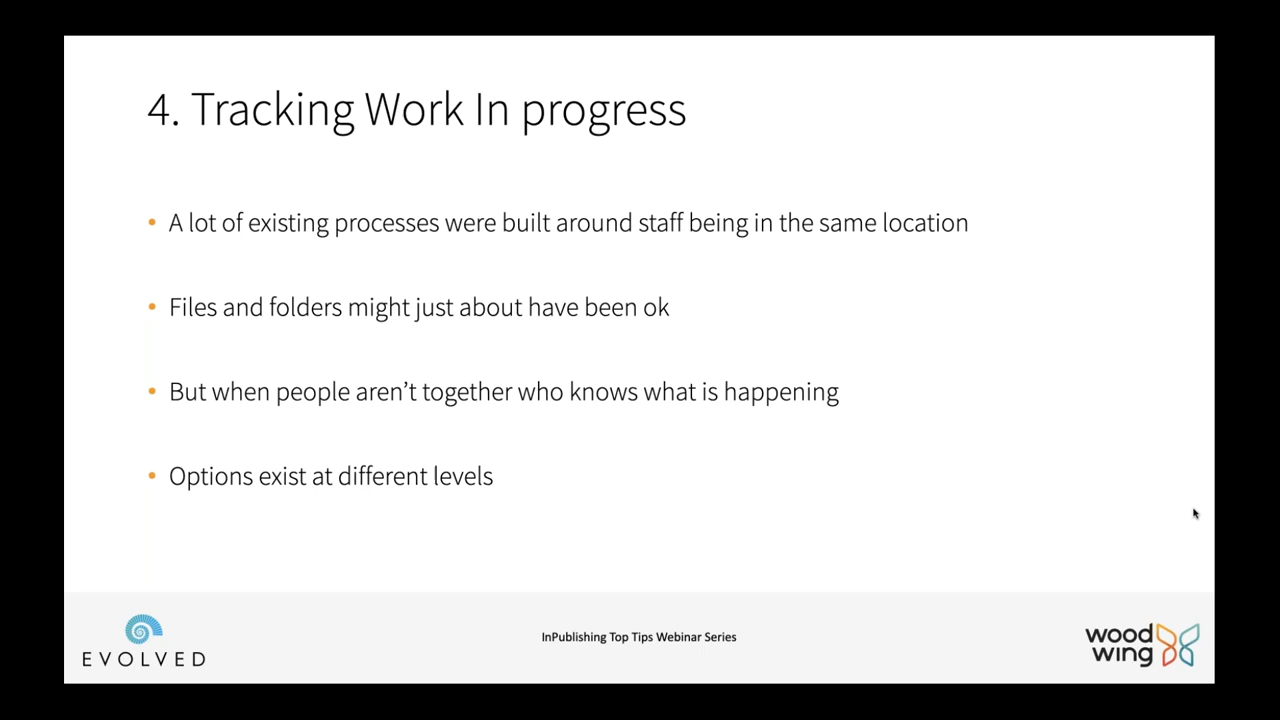 4. Tracking Work In progress
• A lot of existing processes were built around staff being in the same location
• Files and folders might just about have been ok
• But when people aren’t together who knows what is happening
• Options exist at different levels
EVOLVED
InPublishing Top Tips Webinar Series
wood
wing